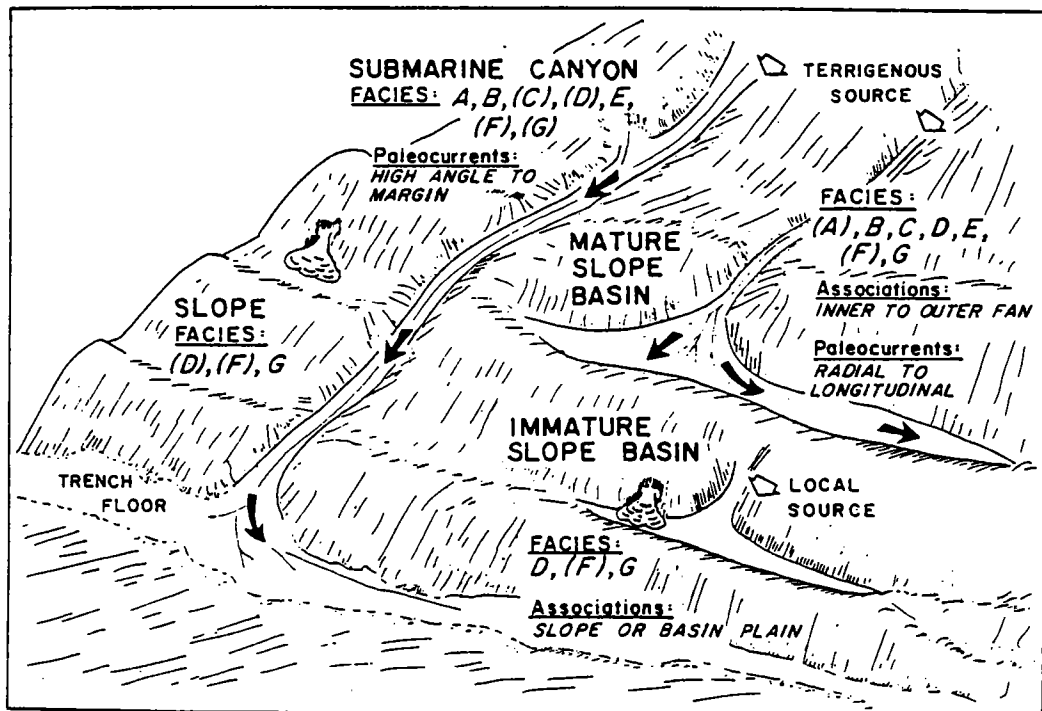 SUBMARINE CANYON
FACIES: A, B, (C), (D), E,
(F), (G)
Paleocurrents:
HIGH ANGLE TO
MARGIN
TERRIGENOUS
SOURCE
FACIES:
(A), B, C, D, E,
(F), G
Associations:
INNER TO OUTER FAN
Paleocurrents:
RADIAL TO
LONGITUDINAL
MATURE
SLOPE
BASIN
SLOPE
FACIES:
(D), (F), G
IMMATURE
SLOPE BASIN
TRENCH
FLOOR
LOCAL
SOURCE
FACIES:
D, (F), G
Associations:
SLOPE OR BASIN PLAIN